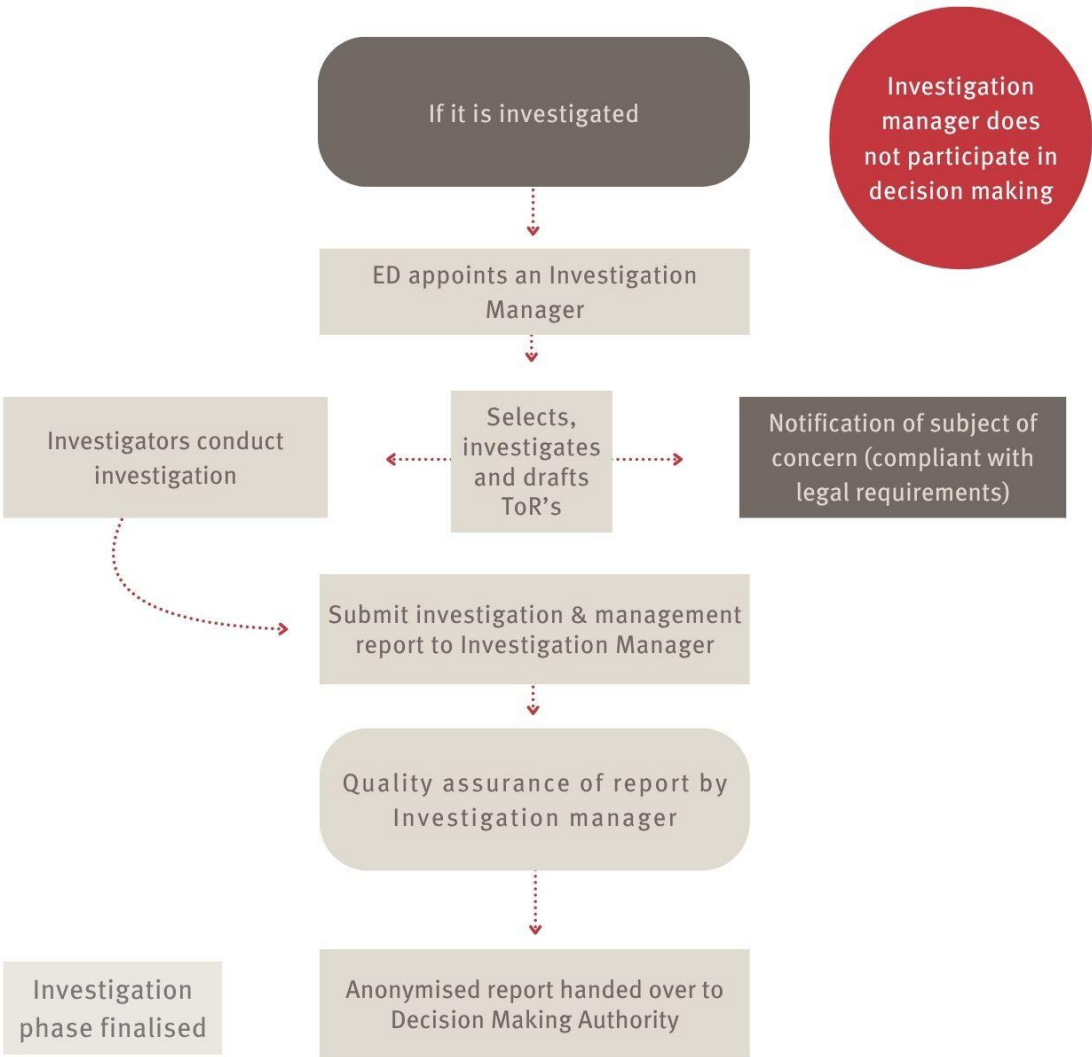 If it is investigated
Investigation
manager does
not participate in
decision making
ED appoints an Investigation
Manager
Investigators conduct
investigation
Selects,
investigates
and drafts
ToR's
Notification of subject of
concern (compliant with
legal requirements)
Submit investigation & management
report to Investigation Manager
Quality assurance of report by
Investigation manager
Investigation
phase finalised
Anonymised report handed over to
Decision Making Authority